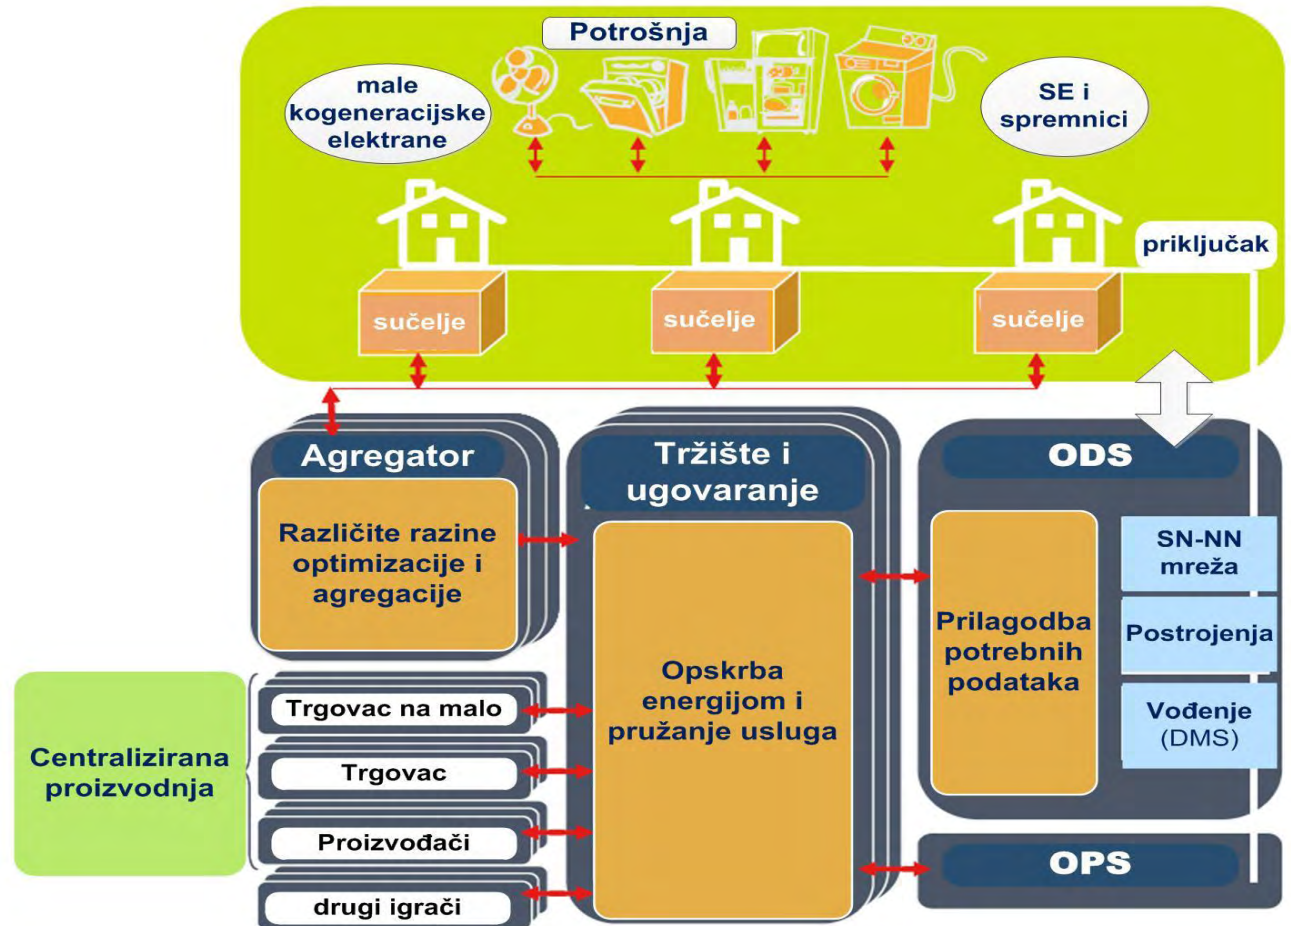 Potrošnja
male
kogeneracijske
elektrane
SE i
spremnici
priključak
sučelje
sučelje
sučelje
Agregator
Različite razine
optimizacije i
agregacije
Tržište i
ugovaranje
Opskrba
energijom i
pružanje usluga
ODS
Prilagodba
potrebnih
podataka
SN-NN
mreža
Postrojenja
Vođenje
(DMS)
Centralizirana
proizvodnja
Trgovac na malo
Trgovac
Proizvođači
drugi igrači
OPS